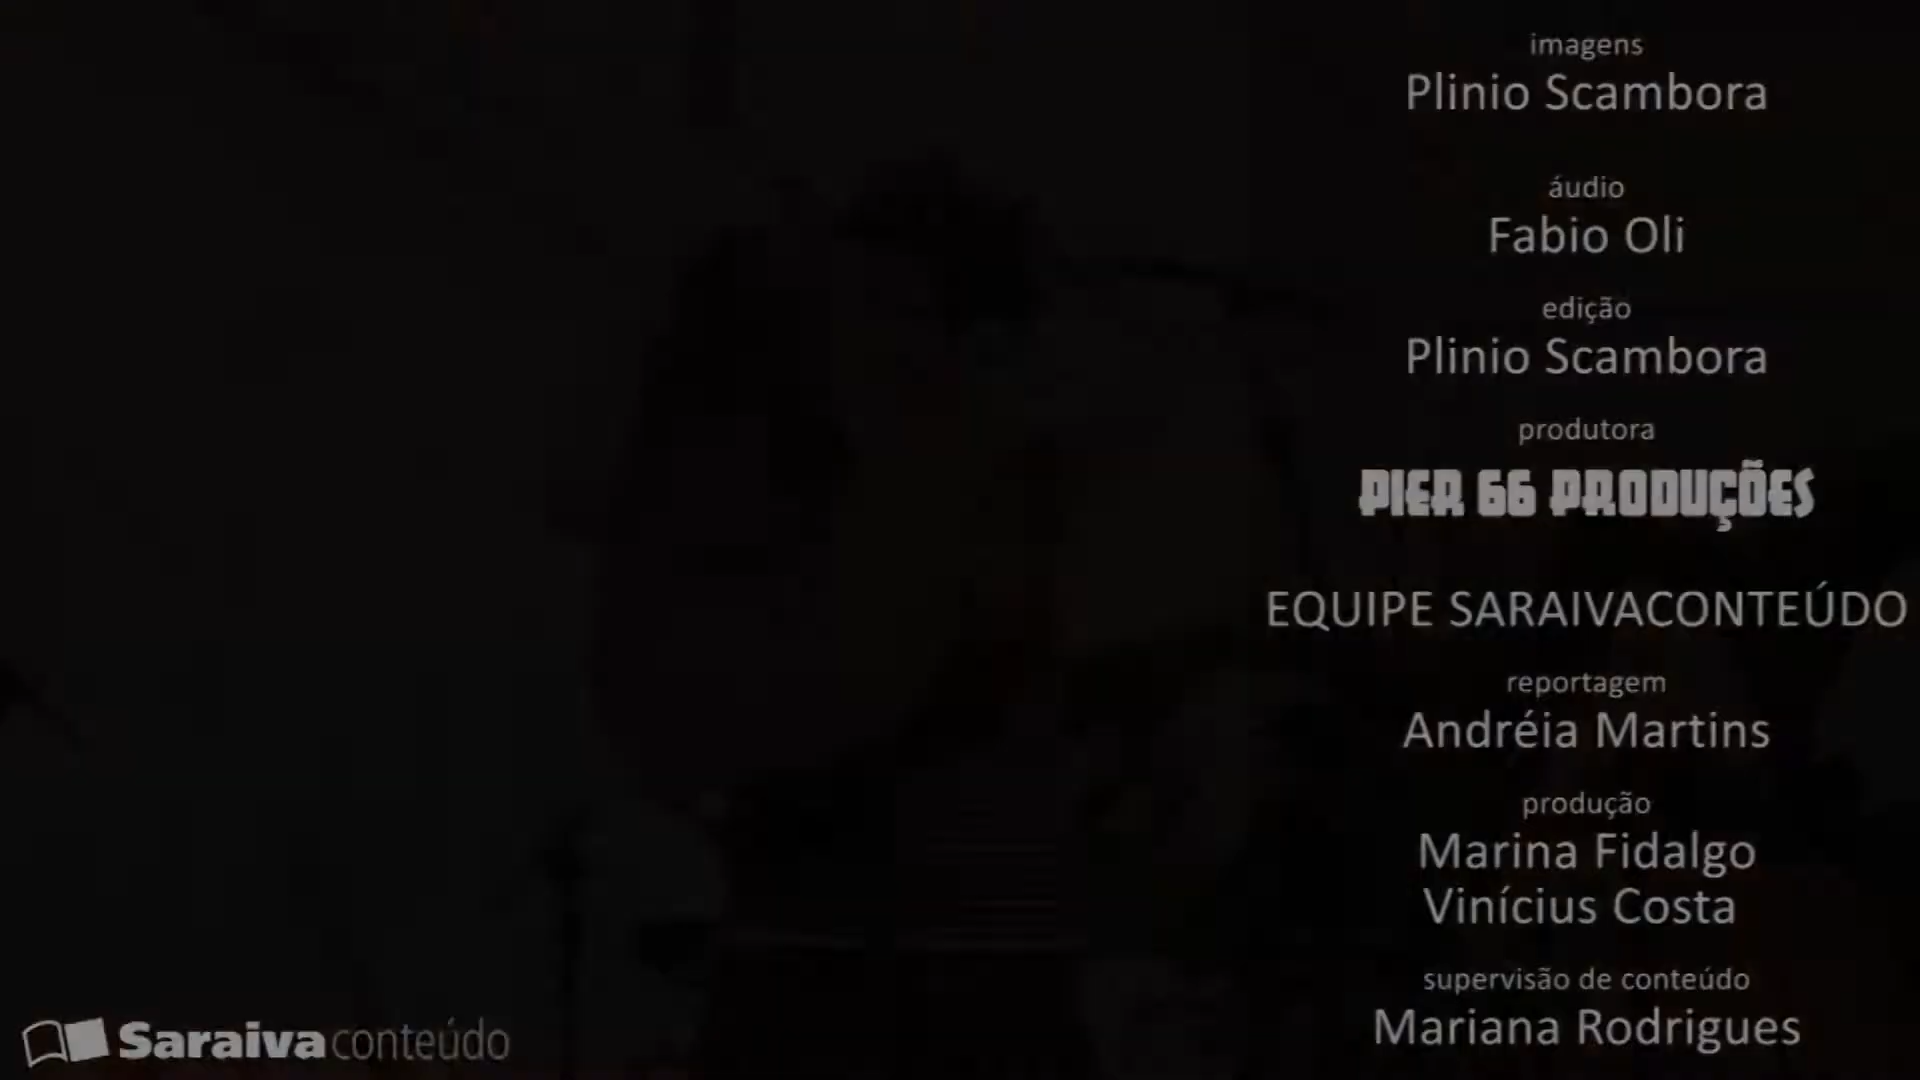 imagens
Plinio Scambora
áudio
Fabio Oli
edição
Plinio Scambora
produtora
PIER 66 PRODUÇÕES
EQUIPE SARAIVACONTEÚDO
reportagem
Andréia Martins
produção
Marina Fidalgo
Vinícius Costa
supervisão de conteúdo
Mariana Rodrigues
Saraiva conteúdo